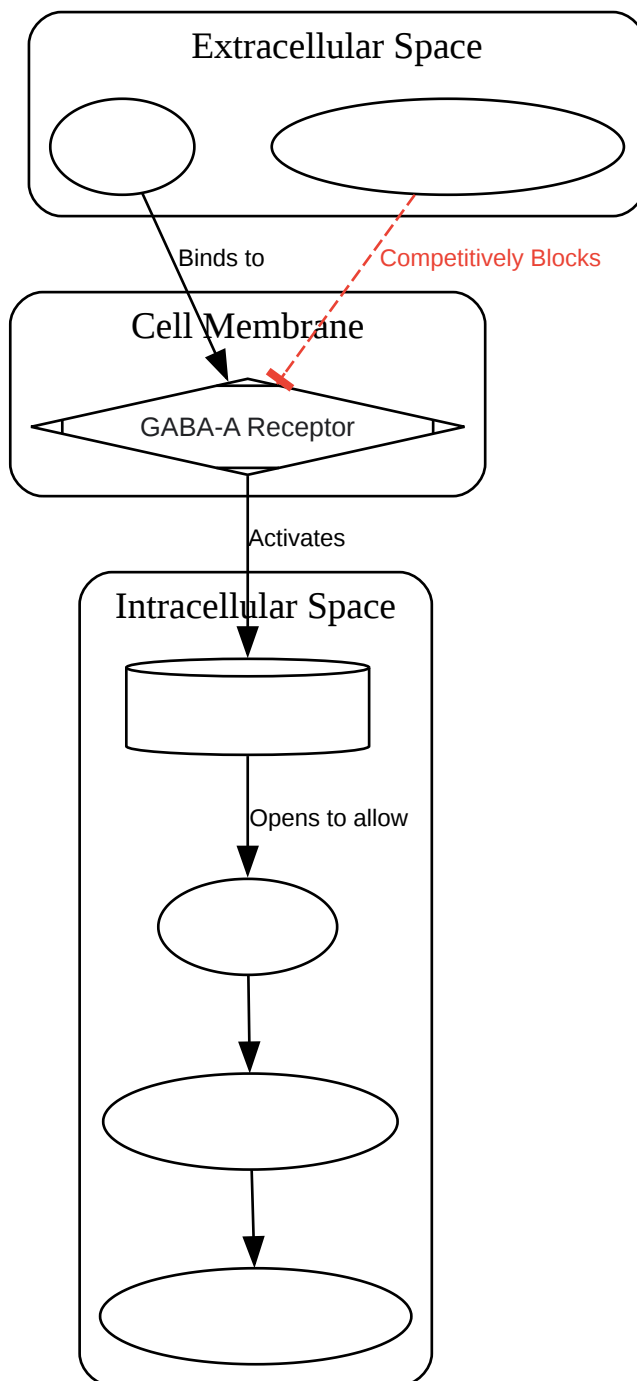 Extracellular Space
Binds to
Competitively Blocks
Cell Membrane
GABA-A Receptor
Activates
Intracellular Space
Opens to allow